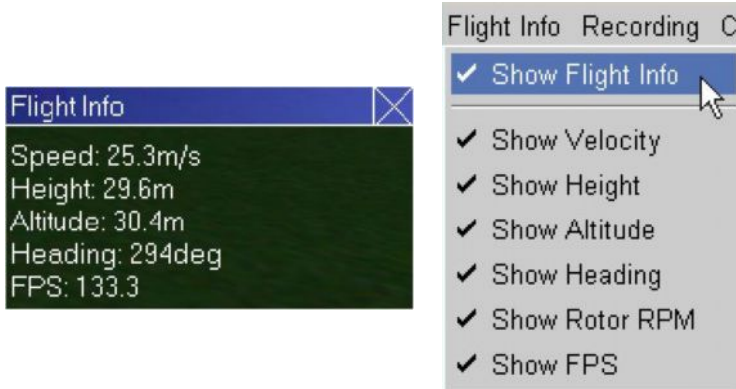 Flight Info
Speed: 25.3m/s
Height: 29.6m
Altitude: 30.4m
Heading: 294deg
FPS: 133.3
Flight Info Recording C
Show Flight Info
Show Velocity
Show Height
Show Altitude
Show Heading
Show Rotor RPM
Show FPS